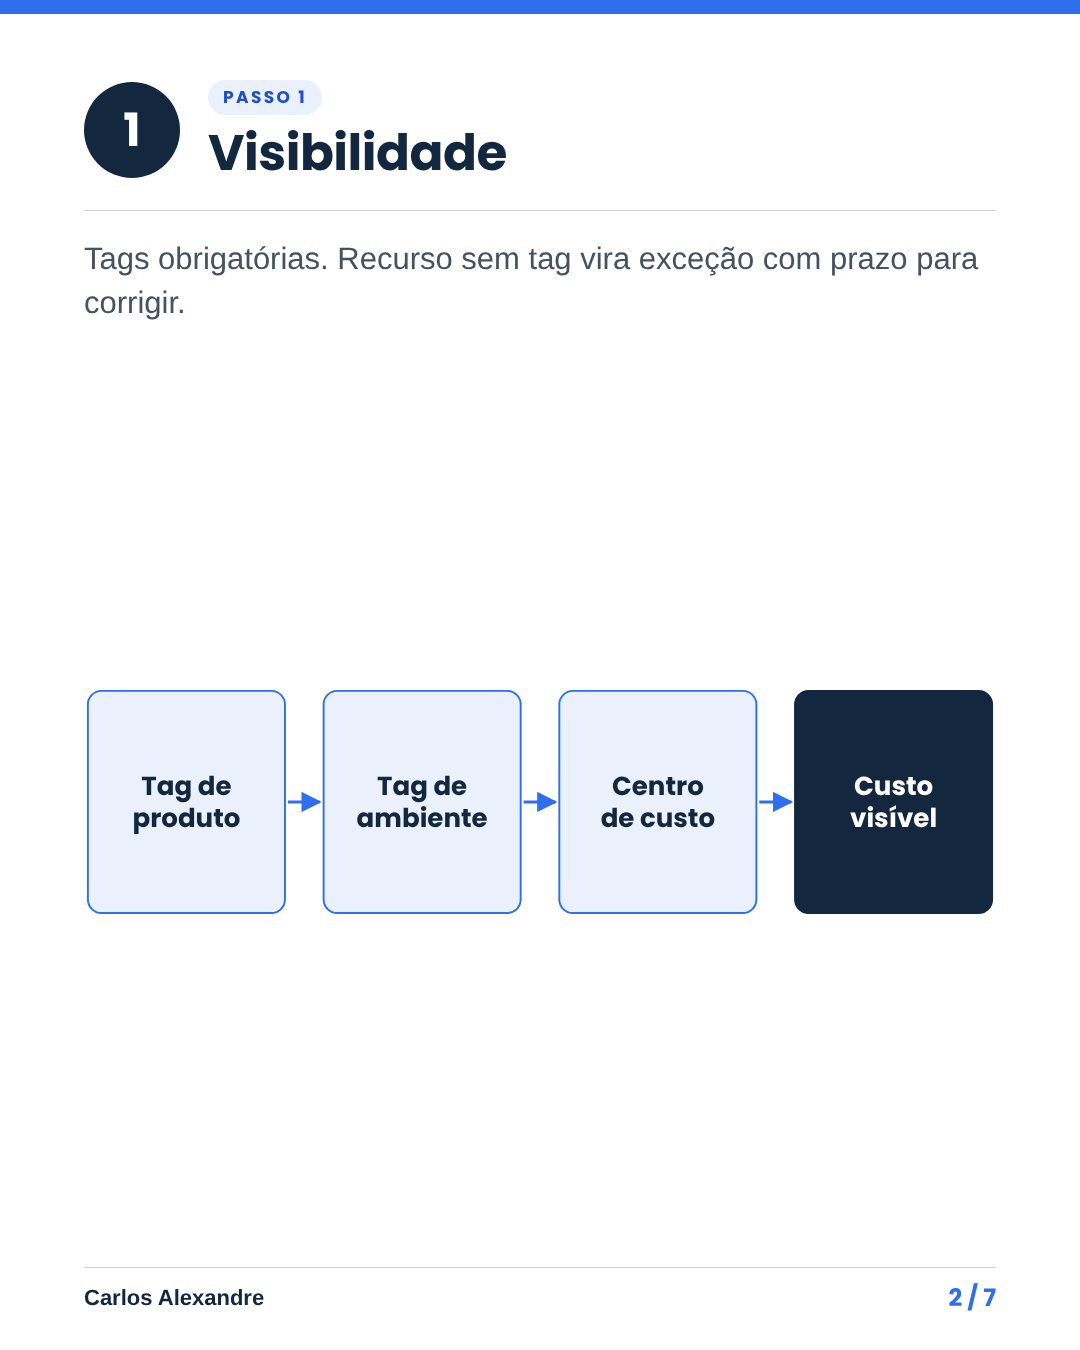 1
PASSO 1
Visibilidade
Tags obrigatórias. Recurso sem tag vira exceção com prazo para
corrigir.
Tag de
produto
Tag de
ambiente
Centro
de custo
Custo
visível
Carlos Alexandre
2 / 7